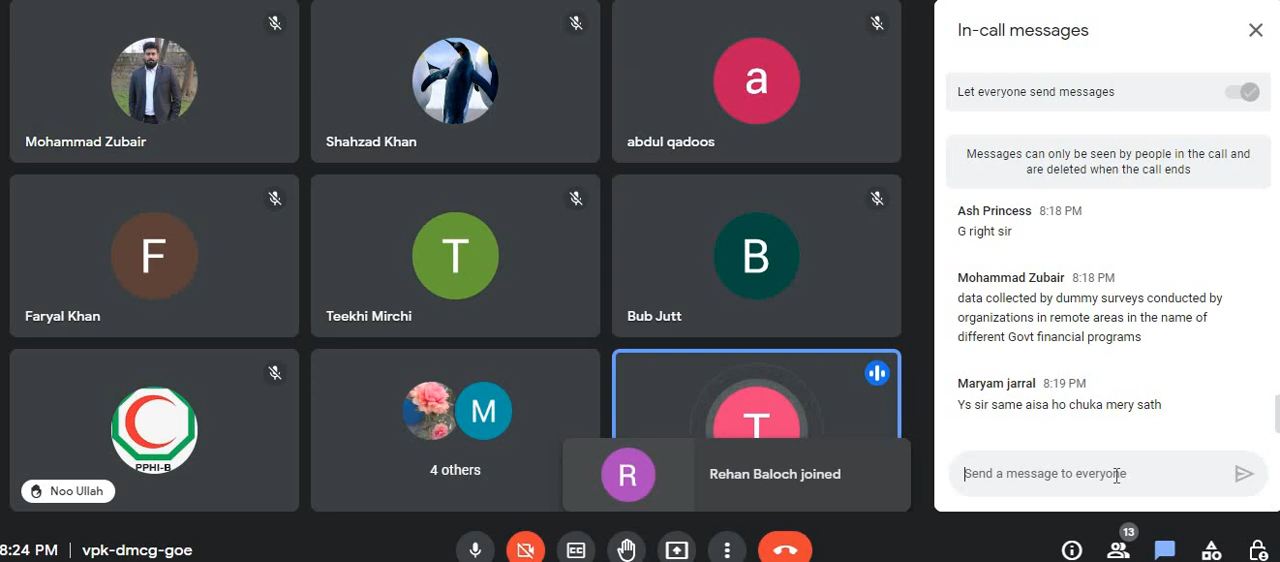 Mohammad Zubair
Shahzad Khan
a
abdul qadoos
F
Faryal Khan
T
Teekhi Mirchi
B
Bub Jutt
PPHI-B
Noo Ullah
M
4 others
T
R
Rehan Baloch joined
In-call messages
Let everyone send messages
Messages can only be seen by people in the call and
are deleted when the call ends
Ash Princess 8:18 PM
G right sir
Mohammad Zubair 8:18 PM
data collected by dummy surveys conducted by
organizations in remote areas in the name of
different Govt financial programs
Maryam jarral 8:19 PM
Ys sir same aisa ho chuka mery sath
Send a message to everyone
8:24 PM | vpk-dmcg-goe
CC
13